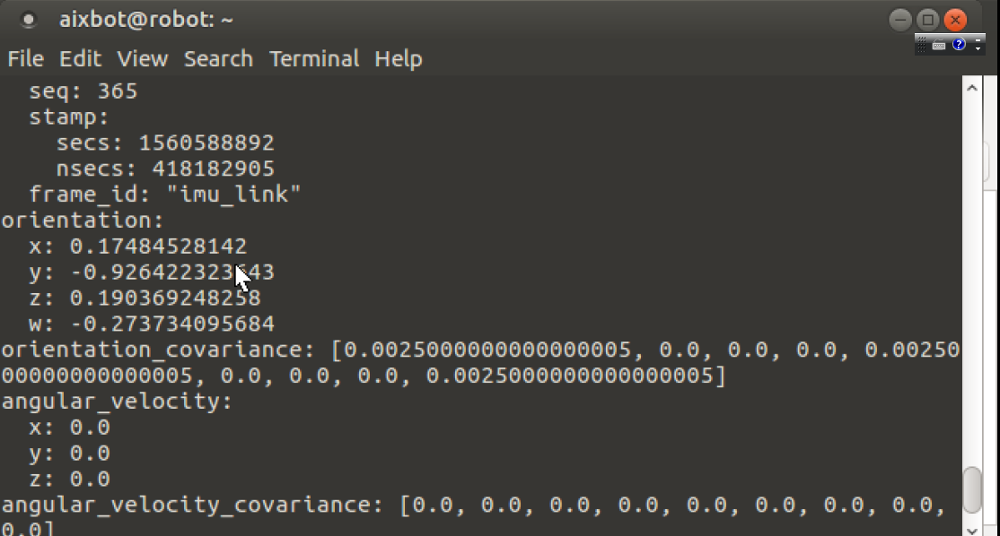 aixbot@robot: ~
File Edit View Search Terminal Help
seq: 365
stamp:
secs: 1560588892
nsecs: 418182905
frame_id: "imu_link"
orientation:
x: 0.17484528142
y: -0.926422323643
z: 0.190369248258
w: -0.273734095684
orientation_covariance: [0.0025000000000000005, 0.0, 0.0, 0.0, 0.00250
00000000000005, 0.0, 0.0, 0.0, 0.0025000000000000005]
angular_velocity:
x: 0.0
y: 0.0
z: 0.0
angular_velocity_covariance: [0.0, 0.0, 0.0, 0.0, 0.0, 0.0, 0.0, 0.0,
0.0]